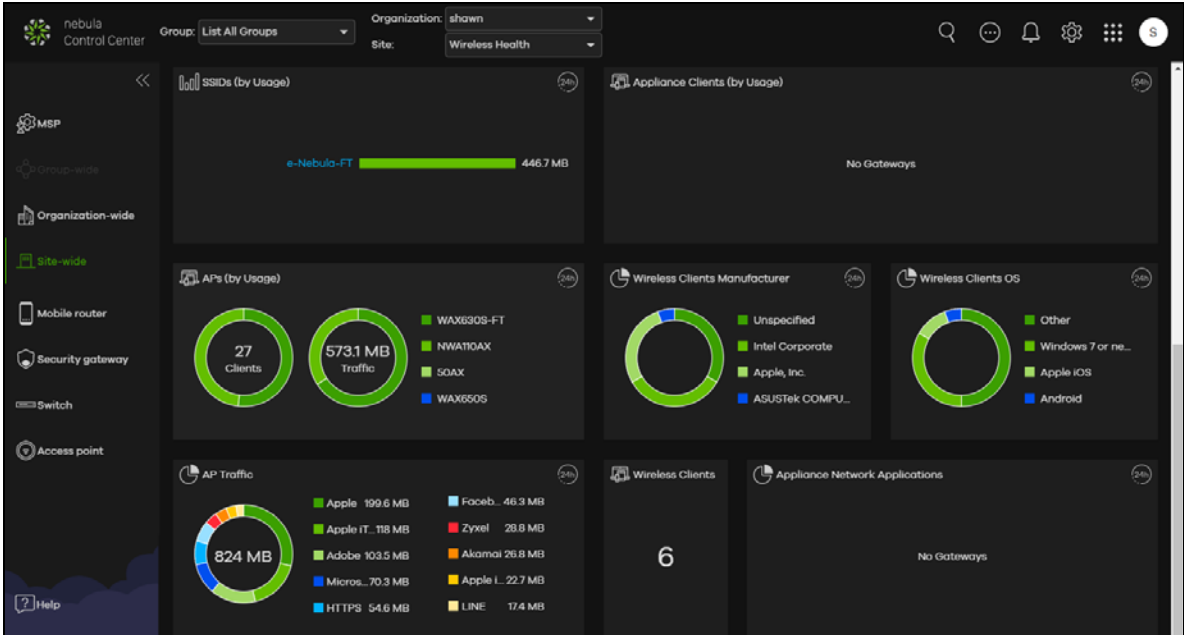 nebula
Control Center
Group: List All Groups
Organization: shawn
Site: Wireless Health
S
MSP
Group-wide
Organization-wide
Site-wide
Mobile router
Security gateway
Switch
Access point
Help
SSIDs (by Usage)
24h
e-Nebula-FT 446.7 MB
Appliance Clients (by Usage)
24h
No Gateways
APs (by Usage)
24h
27
Clients
573.1 MB
Traffic
WAX630S-FT
NWA110AX
50AX
WAX650S
Wireless Clients Manufacturer
24h
Unspecified
Intel Corporate
Apple, Inc.
ASUSTek COMPU...
Wireless Clients OS
24h
Other
Windows 7 or ne...
Apple iOS
Android
AP Traffic
24h
824 MB
Apple 199.6 MB
Apple iT... 118 MB
Adobe 103.5 MB
Micros... 70.3 MB
HTTPS 54.6 MB
Faceb... 46.3 MB
Zyxel 28.8 MB
Akamai 26.8 MB
Apple i... 22.7 MB
LINE 17.4 MB
Wireless Clients
6
Appliance Network Applications
24h
No Gateways